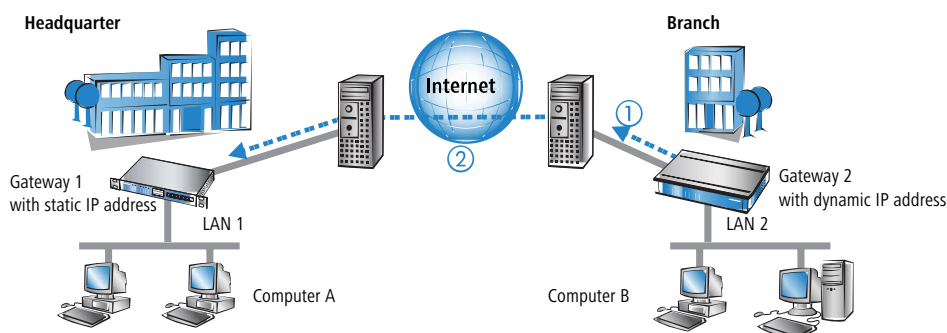 Headquarter
Branch
Internet
①
②
Gateway 1
with static IP address
Gateway 2
with dynamic IP address
LAN 1
LAN 2
Computer A
Computer B